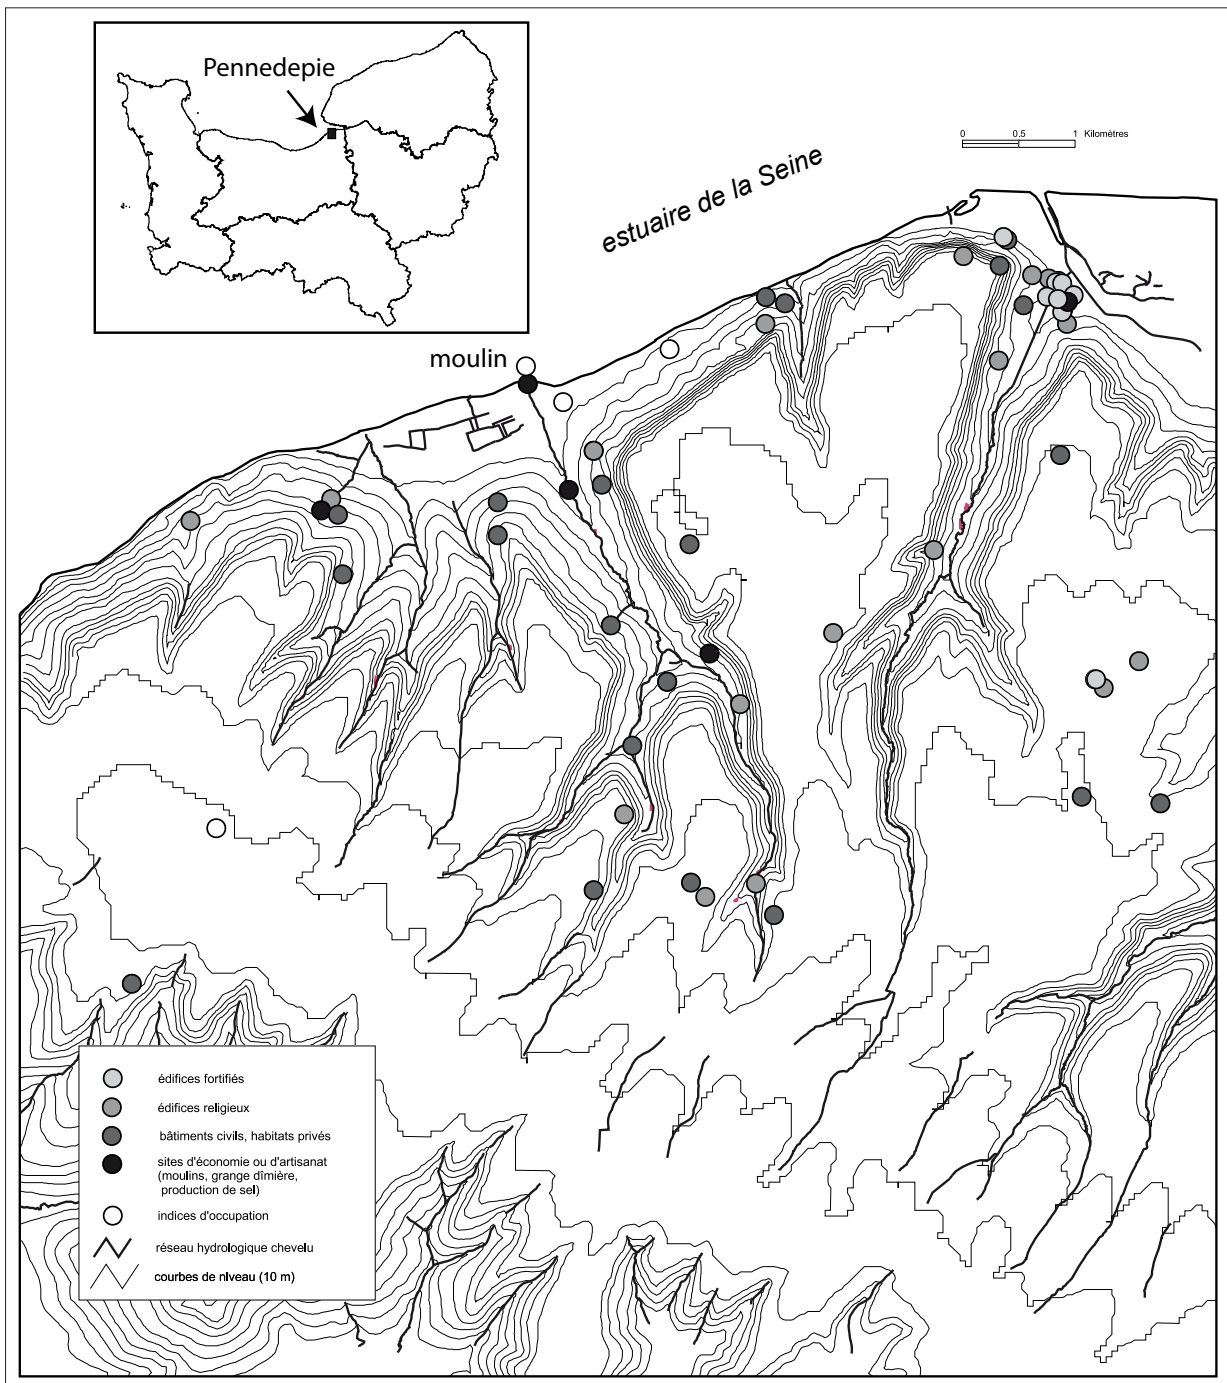 Pennedepie
0 0.5 1 Kilomètres
estuaire de la Seine
moulin
édifices fortifiés
édifices religieux
bâtiments civils, habitats privés
sites d'économie ou d'artisanat
(moulins, grange dîmière,
production de sel)
indices d'occupation
réseau hydrologique chevelu
courbes de niveau (10 m)